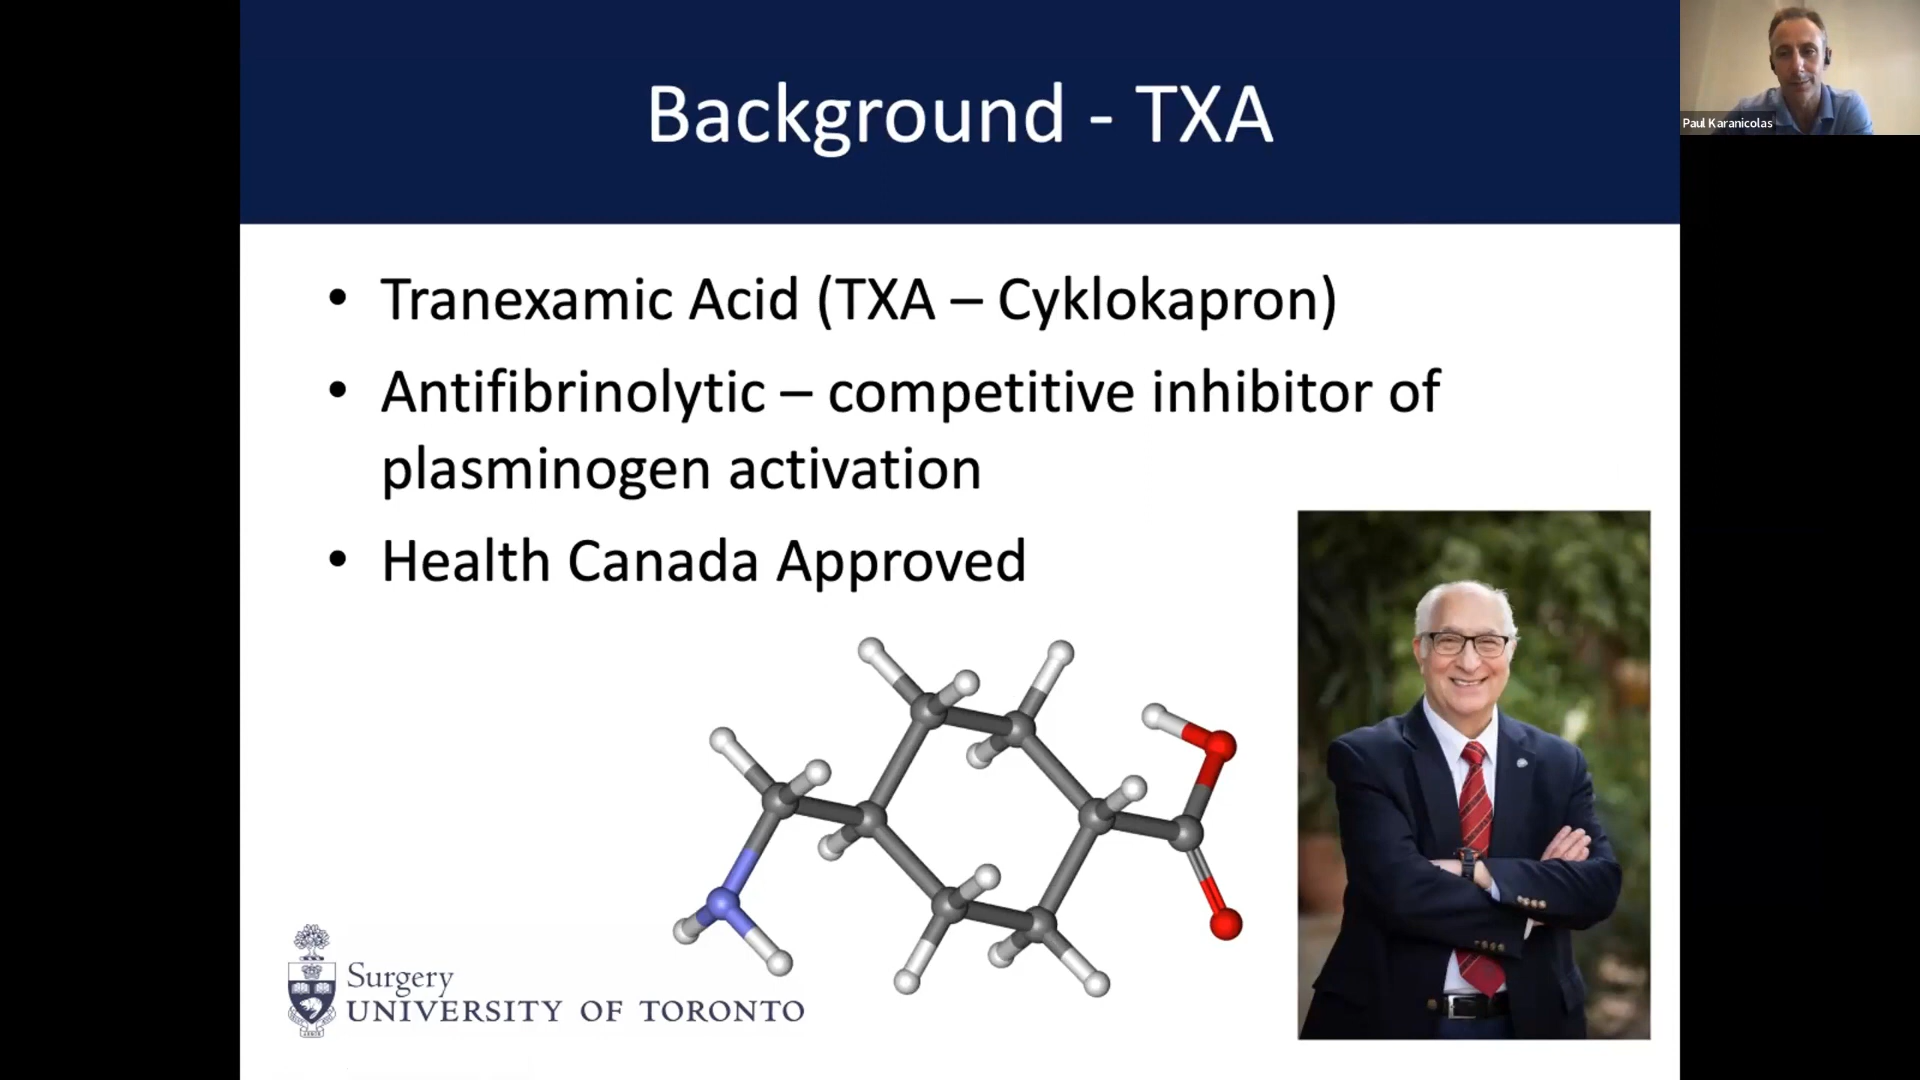 Background - TXA
Paul Karanicolas
• Tranexamic Acid (TXA – Cyklokapron)
• Antifibrinolytic – competitive inhibitor of
plasminogen activation
• Health Canada Approved
Surgery
UNIVERSITY OF TORONTO